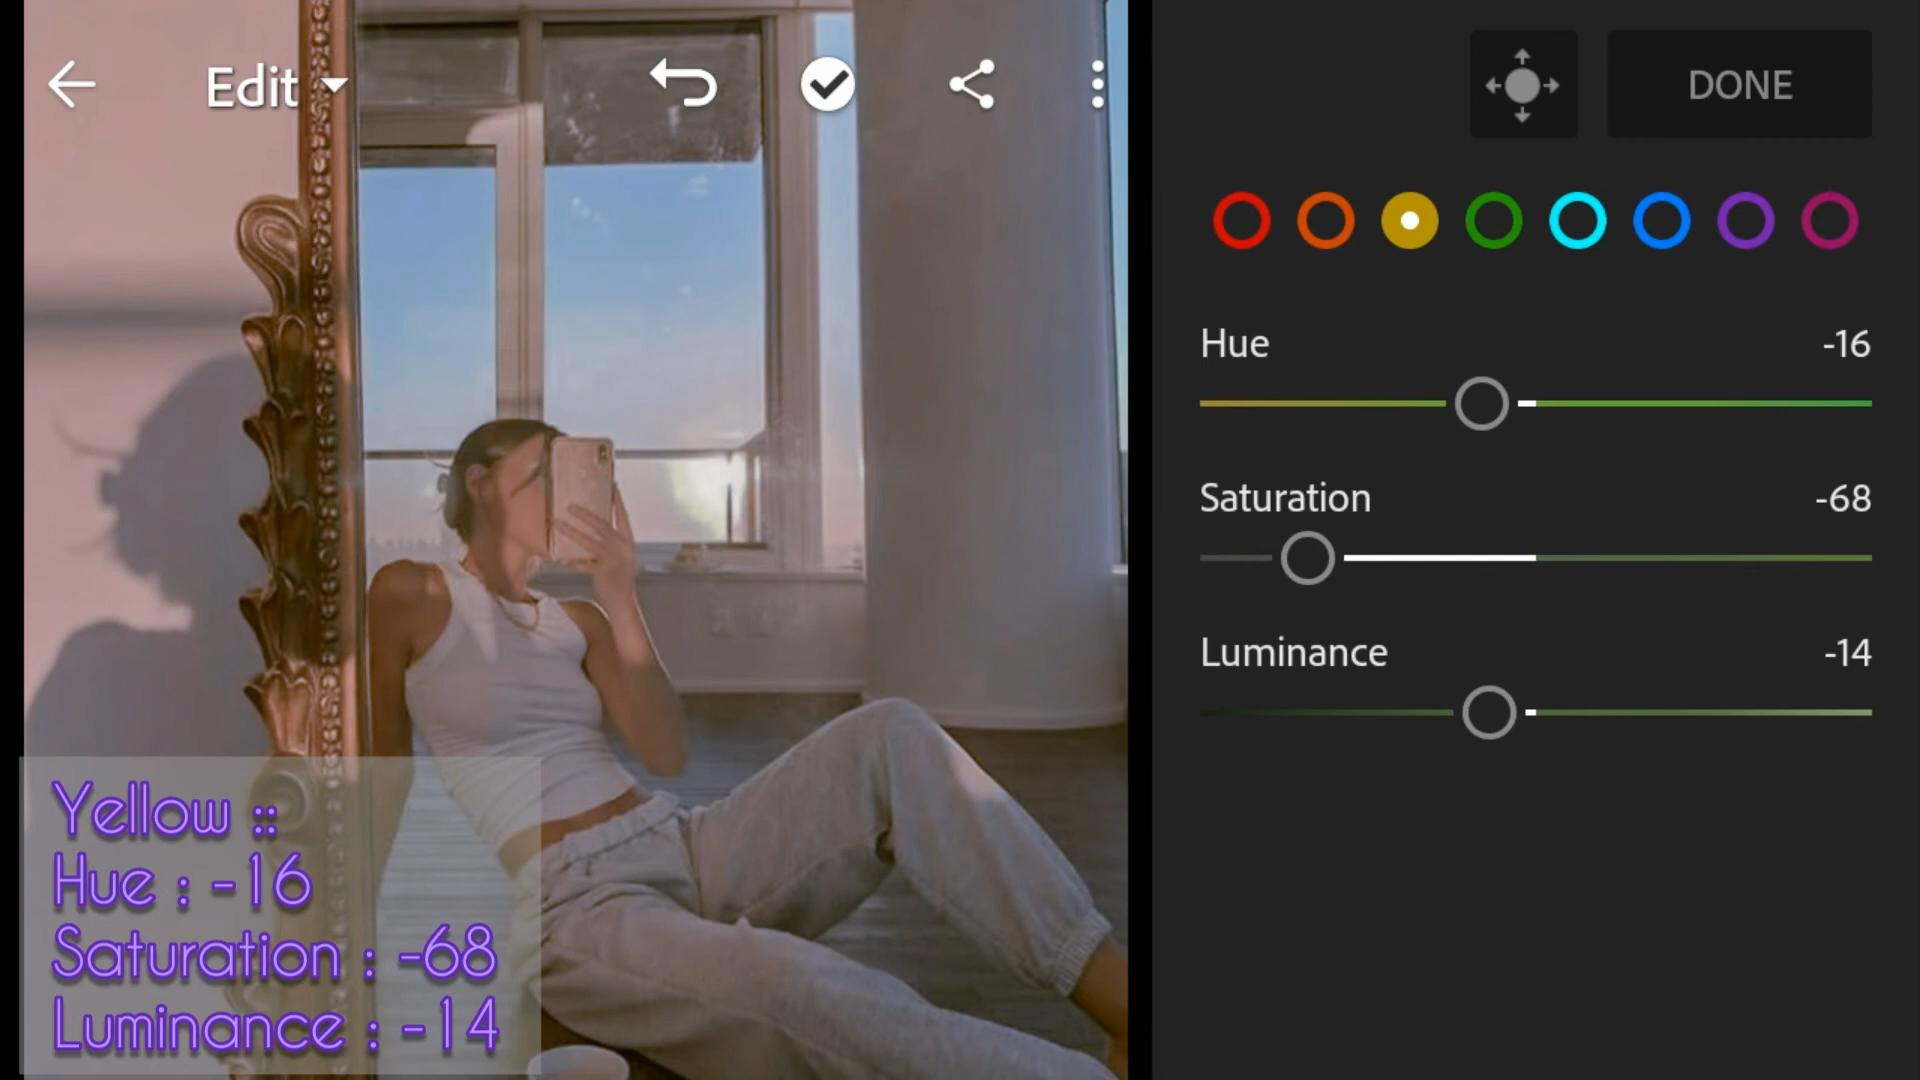 Edit
DONE
Hue -16
Saturation -68
Luminance -14
Yellow ::
Hue : -16
Saturation : -68
Luminance : -14